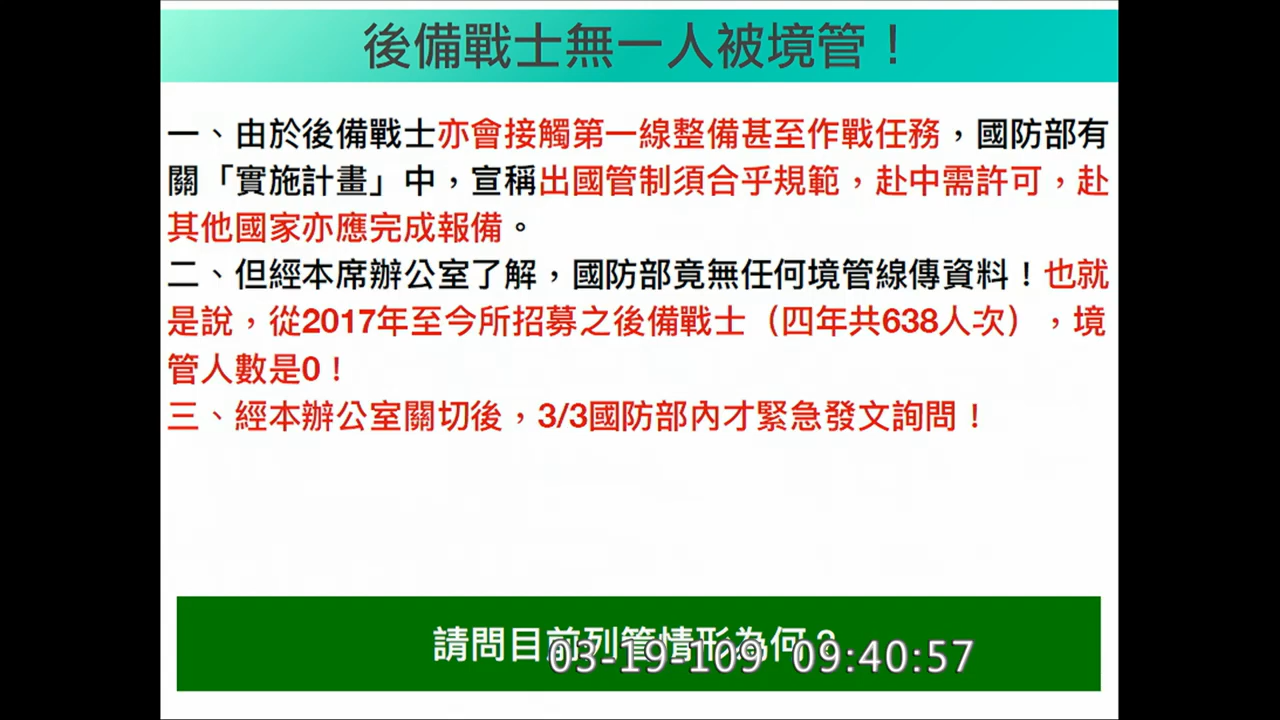 後備戰士無一人被境管！
一、由於後備戰士亦會接觸第一線整備甚至作戰任務，國防部有
關「實施計畫」中，宣稱出國管制須合乎規範，赴中需許可，赴
其他國家亦應完成報備。
二、但經本席辦公室了解，國防部竟無任何境管線傳資料！也就
是說，從2017年至今所招募之後備戰士（四年共638人次），境
管人數是0！
三、經本辦公室關切後，3/3國防部內才緊急發文詢問！
請問目前列管情形為何？
03-19-109 09:40:57